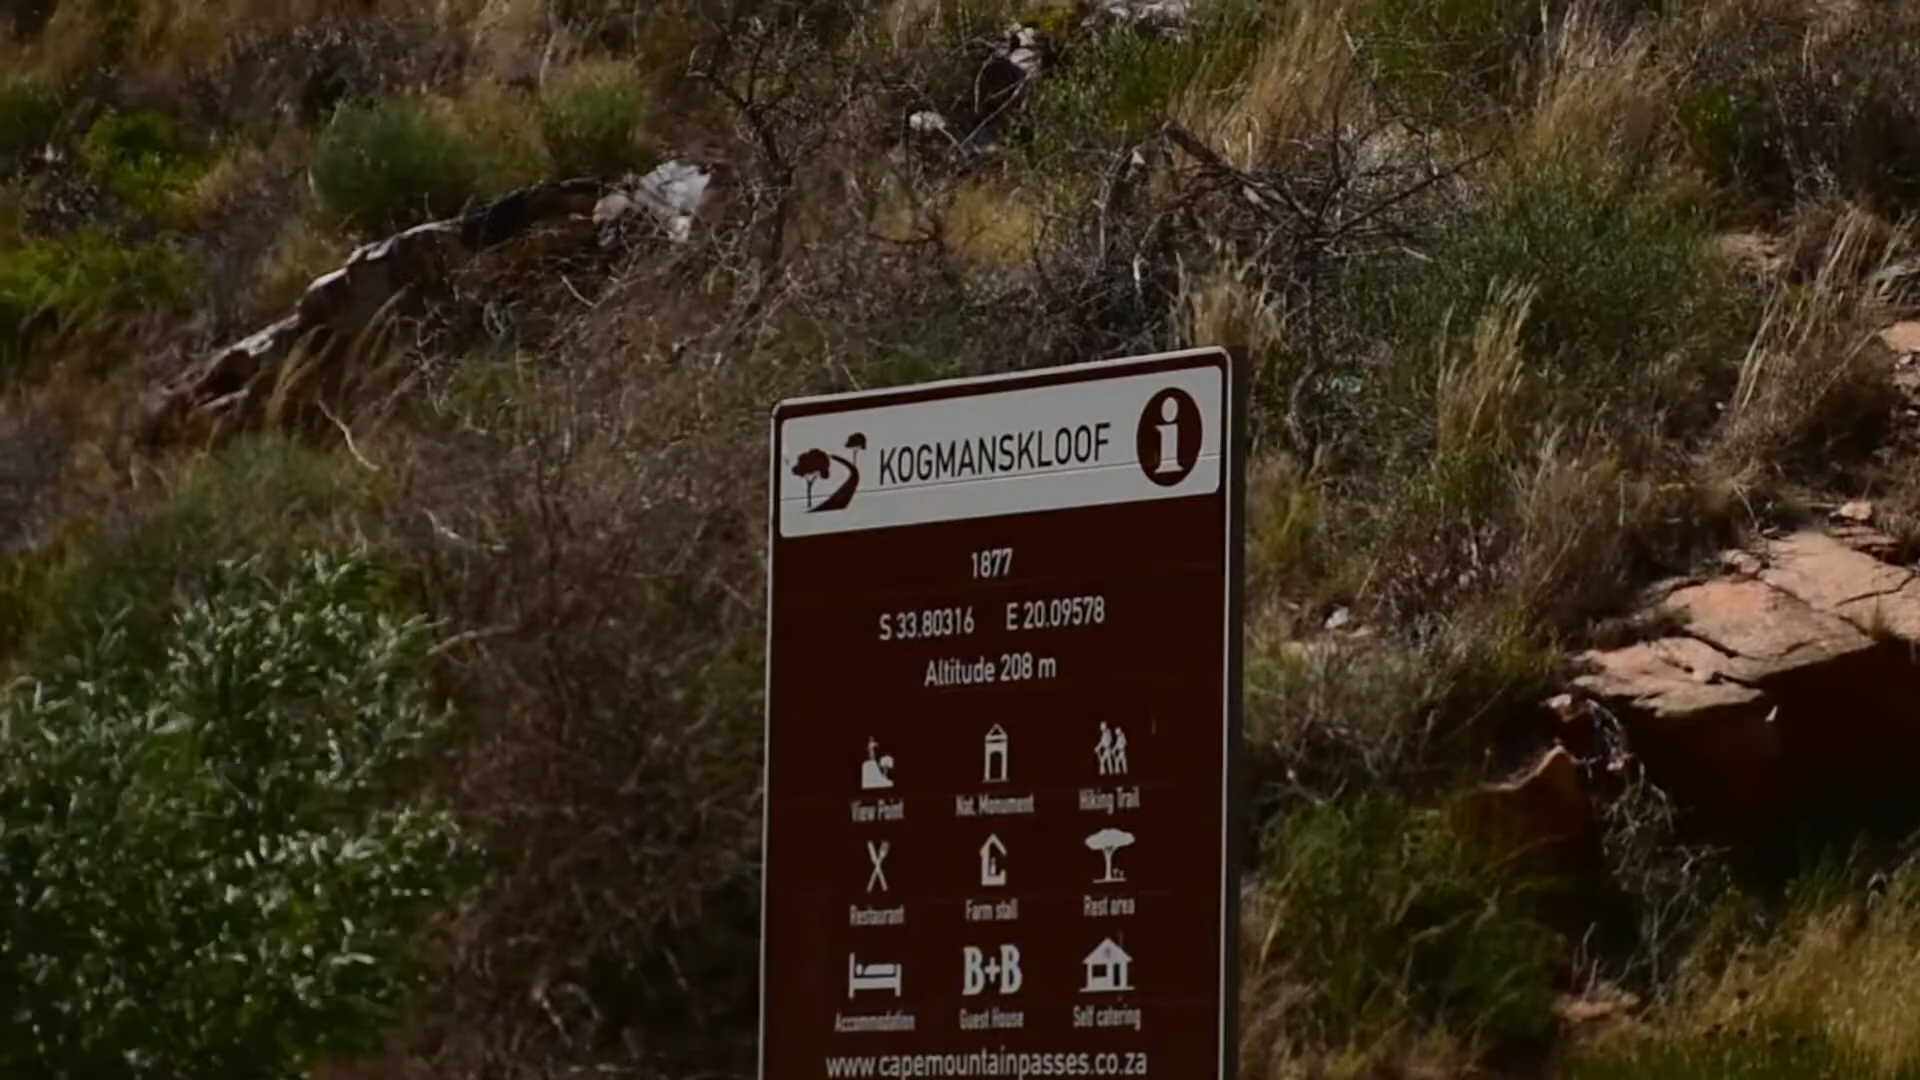 KOGMANSKLOOF i
1877
S 33.80316 E 20.09578
Altitude 208 m
View Point Nat. Monument Hiking Trail
Restaurant Farm stall Rest area
B+B
Accommodation Guest House Self catering
www.capemountainpasses.co.za